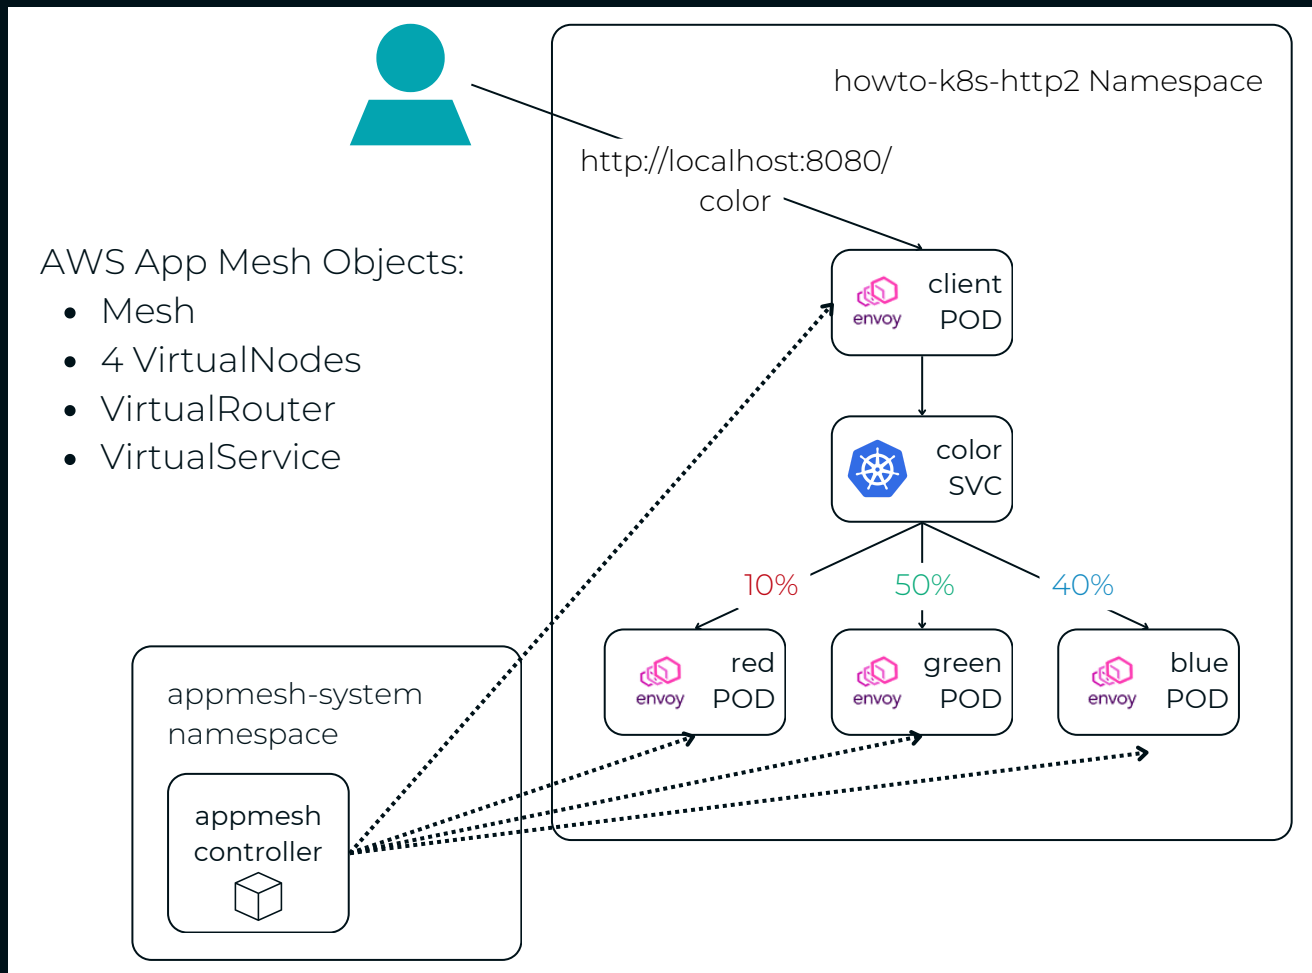 howto-k8s-http2 Namespace
http://localhost:8080/
color
AWS App Mesh Objects:
• Mesh
• 4 VirtualNodes
• VirtualRouter
• VirtualService
envoy
client
POD
color
SVC
10%
50%
40%
envoy
red
POD
envoy
green
POD
envoy
blue
POD
appmesh-system
namespace
appmesh
controller